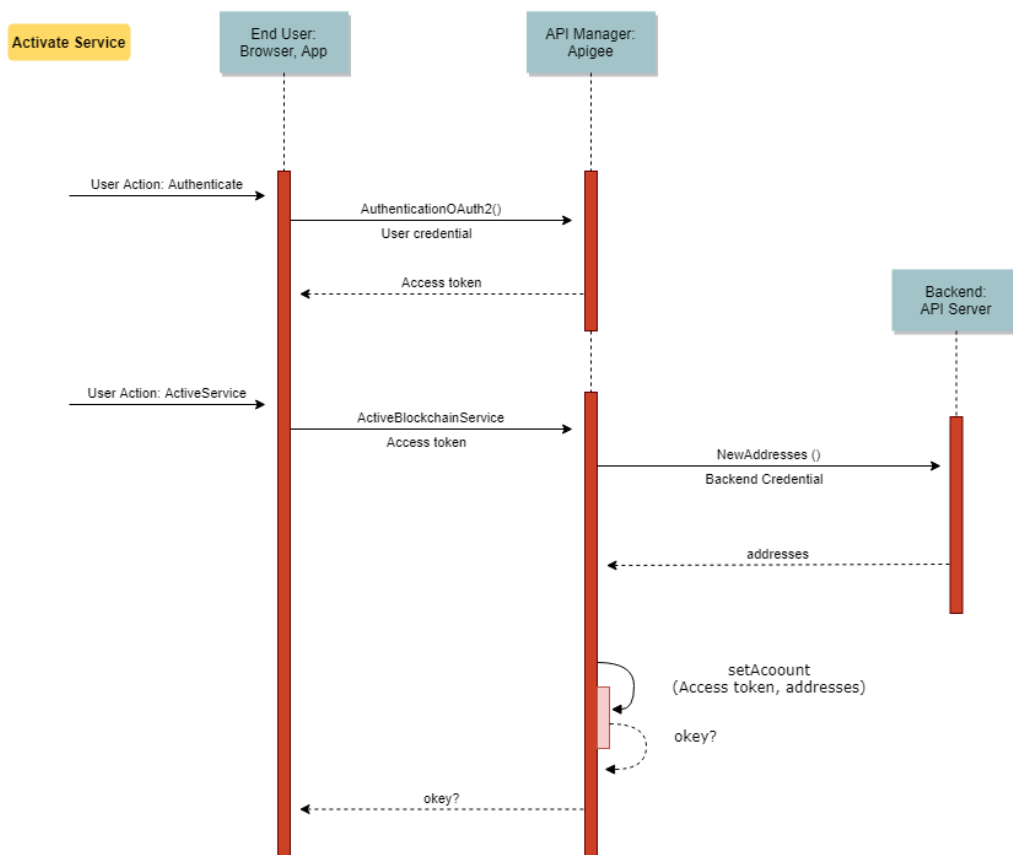 Activate Service
End User:
Browser, App
API Manager:
Apigee
User Action: Authenticate
AuthenticationOAuth2()
User credential
Access token
Backend:
API Server
User Action: ActiveService
ActiveBlockchainService
Access token
NewAddresses ()
Backend Credential
addresses
setAcoount
(Access token, addresses)
okey?
okey?